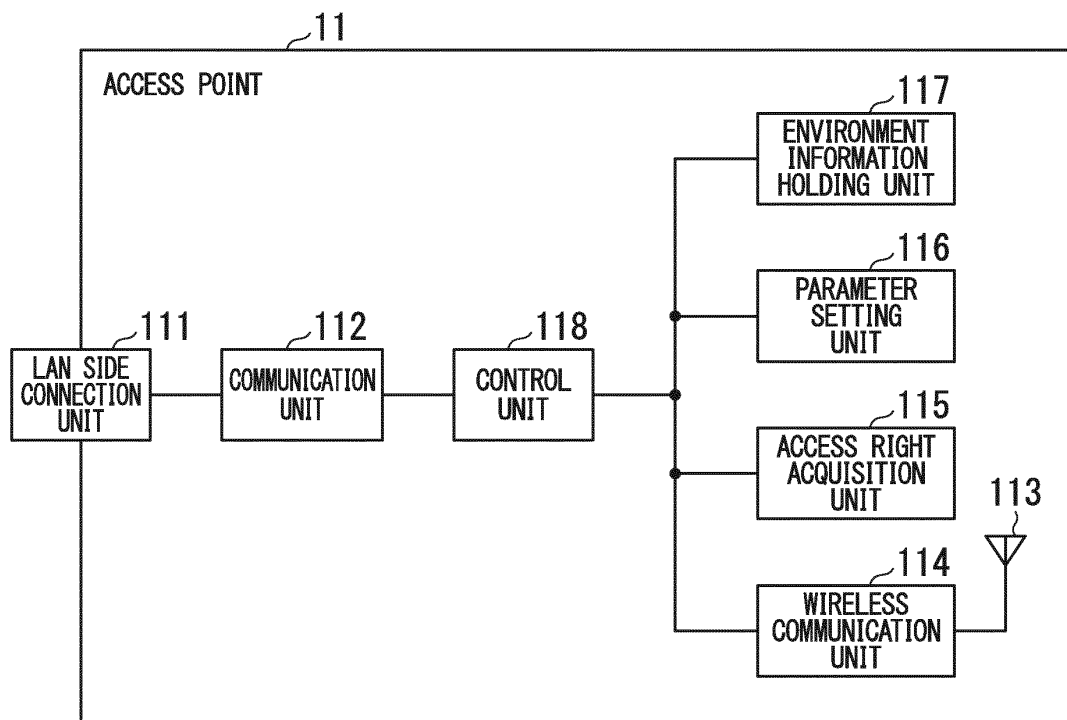 11
ACCESS POINT
117
ENVIRONMENT
INFORMATION
HOLDING UNIT
116
PARAMETER
SETTING
UNIT
111
LAN SIDE
CONNECTION
UNIT
112
COMMUNICATION
UNIT
118
CONTROL
UNIT
115
ACCESS RIGHT
ACQUISITION
UNIT
113
114
WIRELESS
COMMUNICATION
UNIT